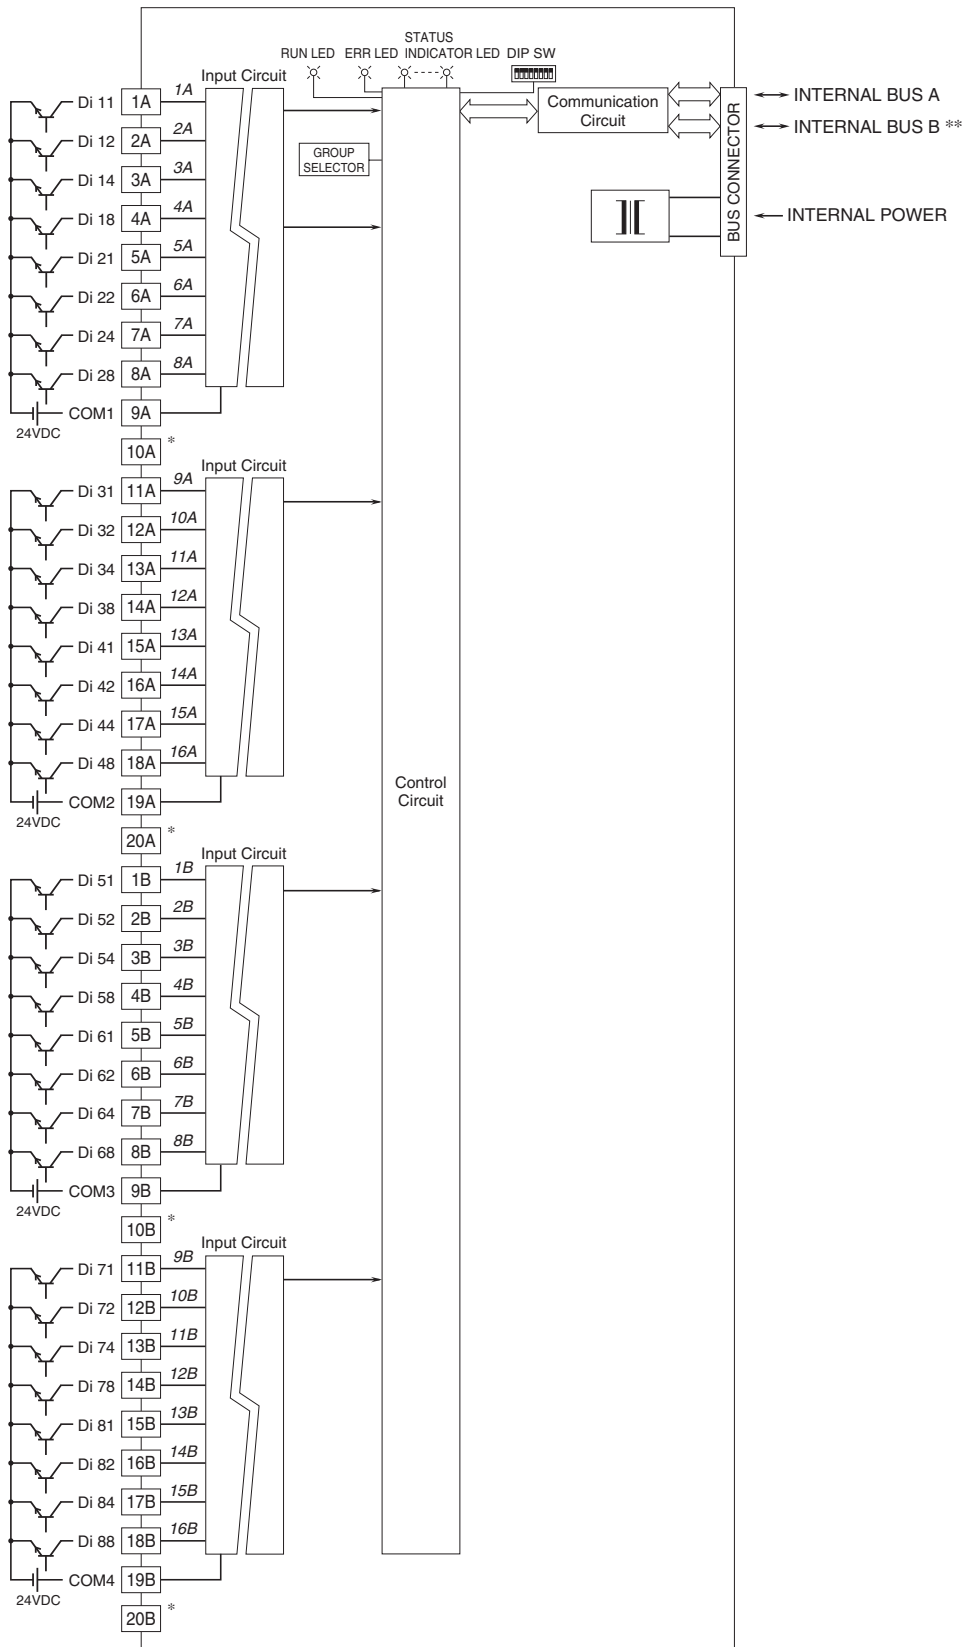 STATUS
RUN LED ERR LED INDICATOR LED DIP SW
Input Circuit
Communication
Circuit
BUS CONNECTOR
INTERNAL BUS A
INTERNAL BUS B **
GROUP
SELECTOR
INTERNAL POWER
Di 11 1A 1A
Di 12 2A 2A
Di 14 3A 3A
Di 18 4A 4A
Di 21 5A 5A
Di 22 6A 6A
Di 24 7A 7A
Di 28 8A 8A
COM1 9A
24VDC
10A *
Input Circuit
Di 31 11A 9A
Di 32 12A 10A
Di 34 13A 11A
Di 38 14A 12A
Di 41 15A 13A
Di 42 16A 14A
Di 44 17A 15A
Di 48 18A 16A
COM2 19A
24VDC
20A *
Control
Circuit
Input Circuit
Di 51 1B 1B
Di 52 2B 2B
Di 54 3B 3B
Di 58 4B 4B
Di 61 5B 5B
Di 62 6B 6B
Di 64 7B 7B
Di 68 8B 8B
COM3 9B
24VDC
10B *
Input Circuit
Di 71 11B 9B
Di 72 12B 10B
Di 74 13B 11B
Di 78 14B 12B
Di 81 15B 13B
Di 82 16B 14B
Di 84 17B 15B
Di 88 18B 16B
COM4 19B
24VDC
20B *